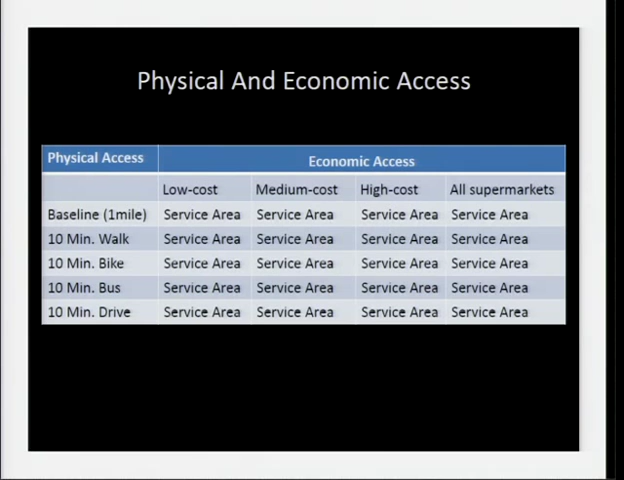 Physical And Economic Access
Physical Access Economic Access
Low-cost Medium-cost High-cost All supermarkets
Baseline (1mile) Service Area Service Area Service Area Service Area
10 Min. Walk Service Area Service Area Service Area Service Area
10 Min. Bike Service Area Service Area Service Area Service Area
10 Min. Bus Service Area Service Area Service Area Service Area
10 Min. Drive Service Area Service Area Service Area Service Area